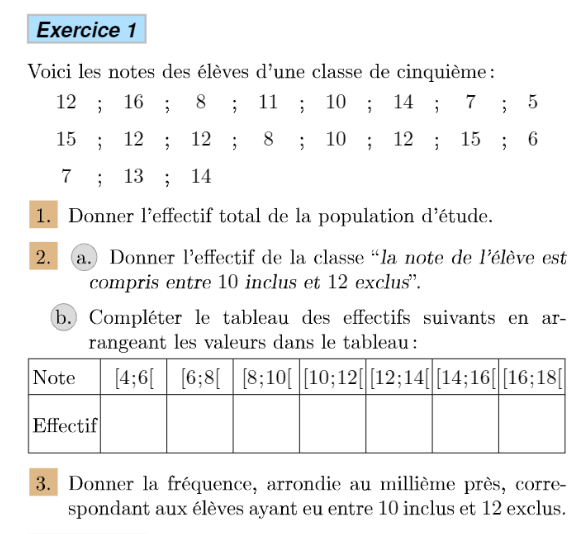 Exercice 1
Voici les notes des élèves d'une classe de cinquième :
12 ; 16 ; 8 ; 11 ; 10 ; 14 ; 7 ; 5
15 ; 12 ; 12 ; 8 ; 10 ; 12 ; 15 ; 6
7 ; 13 ; 14
1. Donner l'effectif total de la population d'étude.
2. a. Donner l'effectif de la classe “la note de l'élève est
compris entre 10 inclus et 12 exclus”.
b. Compléter le tableau des effectifs suivants en ar-
rangeant les valeurs dans le tableau :
Note [4;6[ [6;8[ [8;10[ [10;12[ [12;14[ [14;16[ [16;18[
Effectif
3. Donner la fréquence, arrondie au millième près, corre-
spondant aux élèves ayant eu entre 10 inclus et 12 exclus.